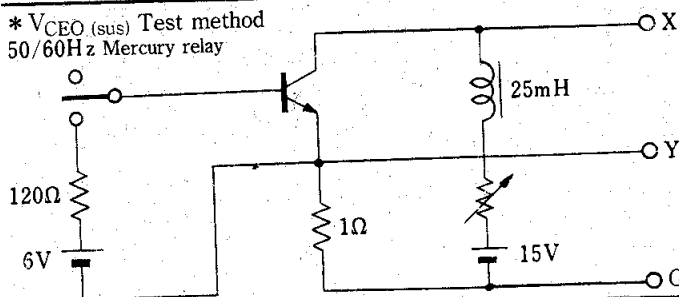 * VCEO (sus) Test method
50/60Hz Mercury relay
X
25mH
Y
120Ω
1Ω
6V
15V